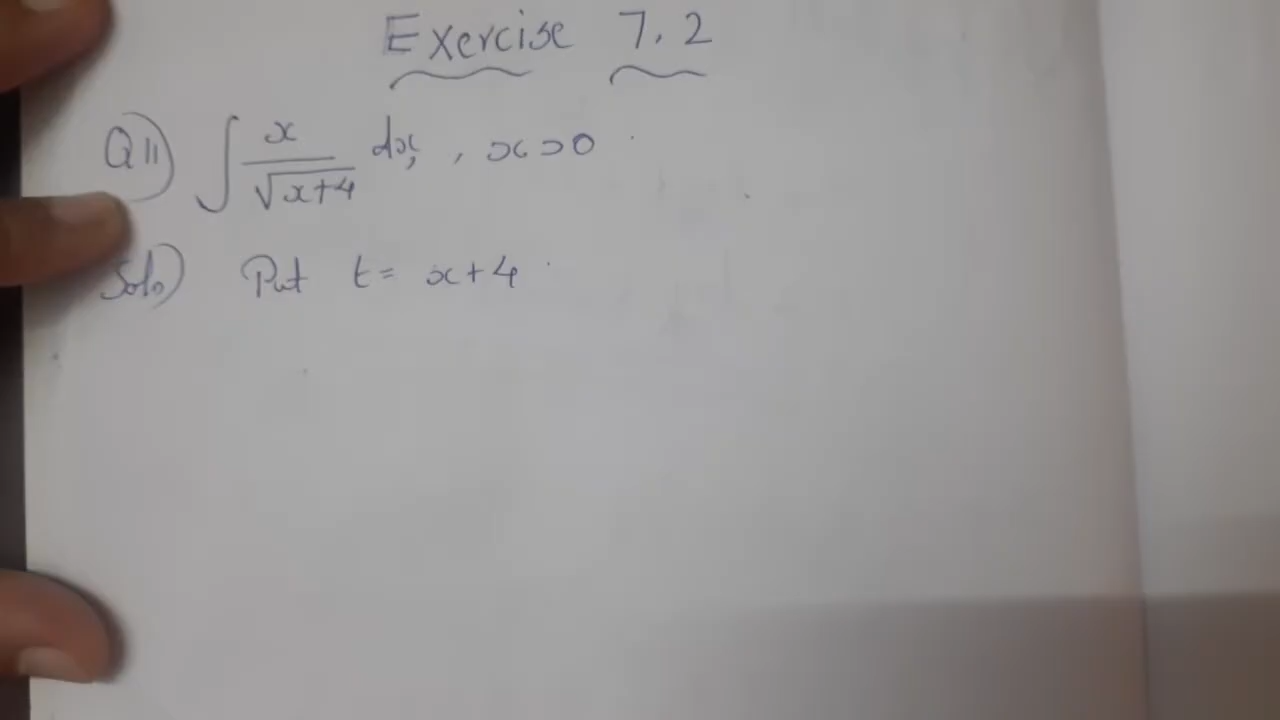 Exercise 7.2
Q11) ∫ x/√x+4 dx, x>0
Soln) Put t = x+4